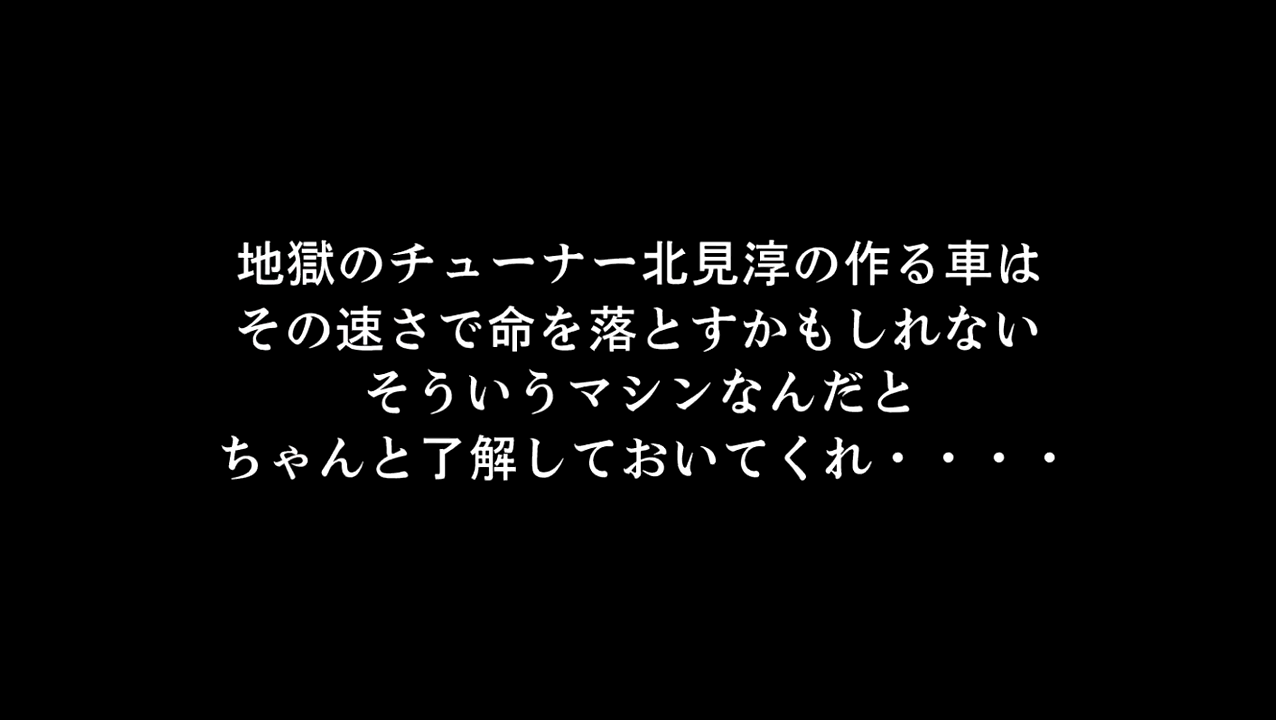 地獄のチューナー北見淳の作る車は
その速さで命を落とすかもしれない
そういうマシンなんだと
ちゃんと了解しておいてくれ・・・・